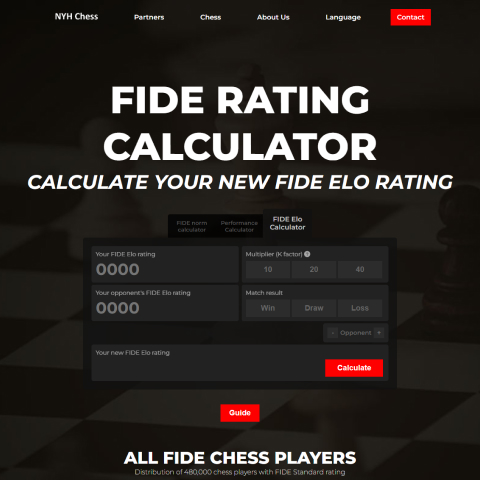 NYH Chess Partners Chess About Us Language Contact
FIDE RATING
CALCULATOR
CALCULATE YOUR NEW FIDE ELO RATING
FIDE norm
calculator
Performance
Calculator
FIDE Elo
Calculator
Your FIDE Elo rating
0000
Multiplier (K factor) ?
10 20 40
Your opponent's FIDE Elo rating
0000
Match result
Win Draw Loss
- Opponent +
Your new FIDE Elo rating
Calculate
Guide
ALL FIDE CHESS PLAYERS
Distribution of 480,000 chess players with FIDE Standard rating